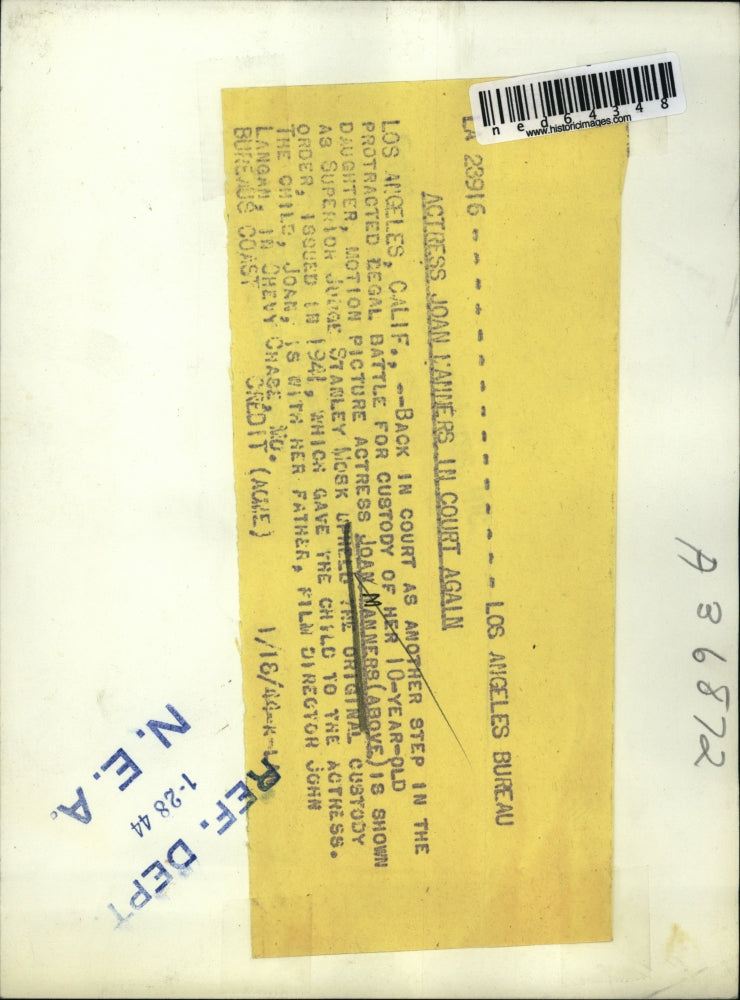 ned64348
www.historicimages.com
LA 23916 - - - - - - - - - - - - - - - - LOS ANGELES BUREAU
ACTRESS JOAN MANNERS IN COURT AGAIN
LOS ANGELES, CALIF., --BACK IN COURT AS ANOTHER STEP IN THE
PROTRACTED LEGAL BATTLE FOR CUSTODY OF HER 10-YEAR-OLD
DAUGHTER, MOTION PICTURE ACTRESS JOAN MANNERS (ABOVE) IS SHOWN
AS SUPERIOR JUDGE STANLEY MOSK UPHELD THE ORIGINAL CUSTODY
ORDER, ISSUED IN 1941, WHICH GAVE THE CHILD TO THE ACTRESS.
THE CHILD, JOAN, IS WITH HER FATHER, FILM DIRECTOR JOHN
LANGAN, IN CHEVY CHASE, MD.
BUREAUS COAST CREDIT (ACME) 1/18/44
A36872
REF. DEPT
1-28 44
N.E.A.